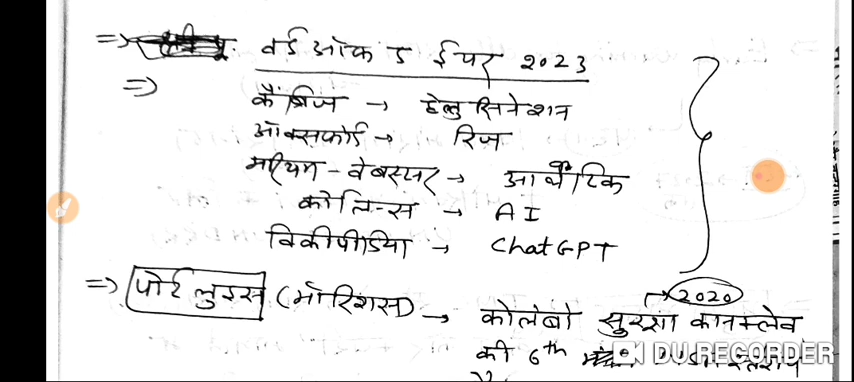 ⇒ वर्ड ऑफ द ईयर 2023
⇒
कैंब्रिज → हेलुसिनेशन
ऑक्सफोर्ड → रिज
मरियम - वेबस्टर → आथेंटिक
कोलिन्स → AI
विकीपीडिया → ChatGPT
⇒ पोर्ट लुइस (मॉरिशस) → कोलंबो सुरक्षा कानक्लेव
2020
की 6th
DU RECORDER